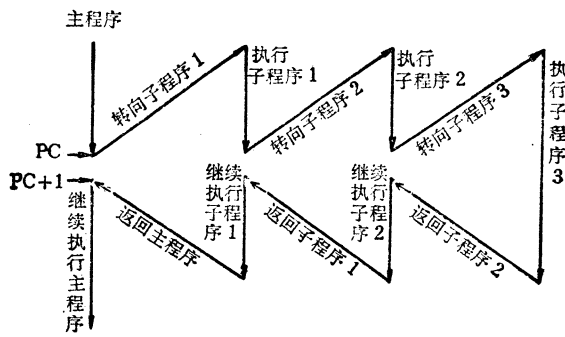 主程序
转向子程序1
执行
子程序1
转向子程序2
执行
子程序2
转向子程序3
执行子程序3
PC
PC+1
继续执行主程序
返回主程序
继续
执行
子程
序1
返回子程序1
继续
执行
子程
序2
返回子程序2